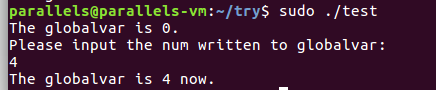 parallels@parallels-vm:~/try$ sudo ./test
The globalvar is 0.
Please input the num written to globalvar:
4
The globalvar is 4 now.